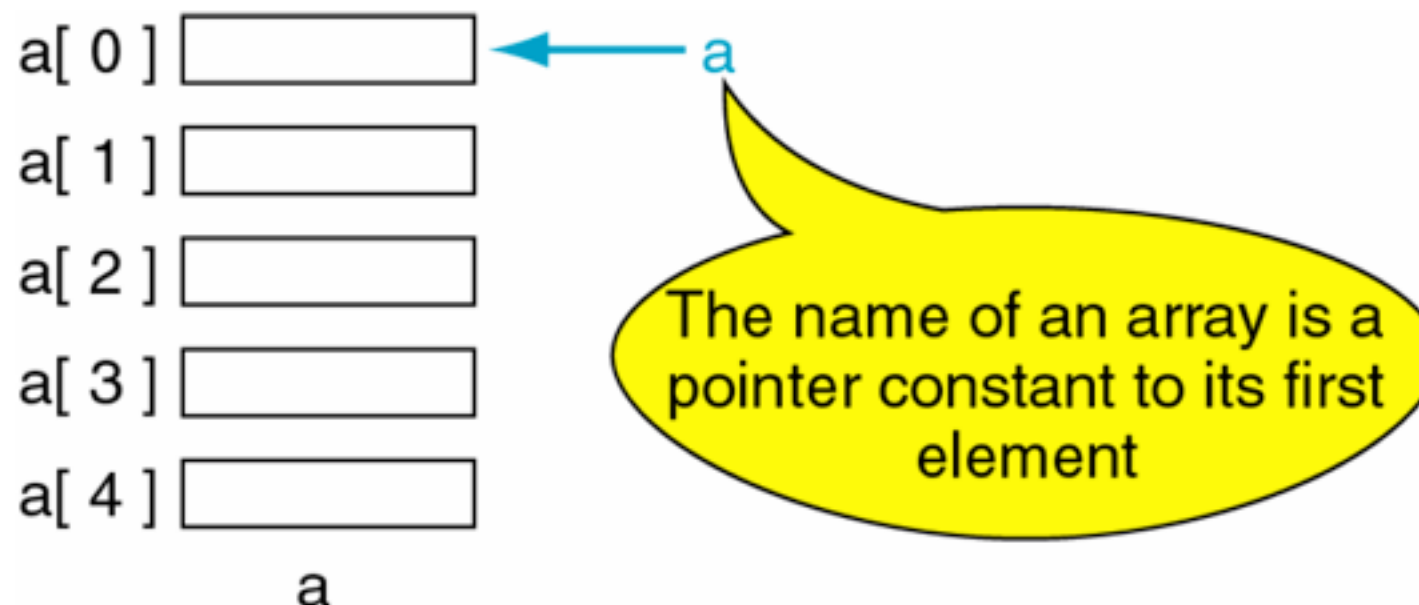 a[ 0 ] a
a[ 1 ]
a[ 2 ]
a[ 3 ]
a[ 4 ]
a
The name of an array is a
pointer constant to its first
element